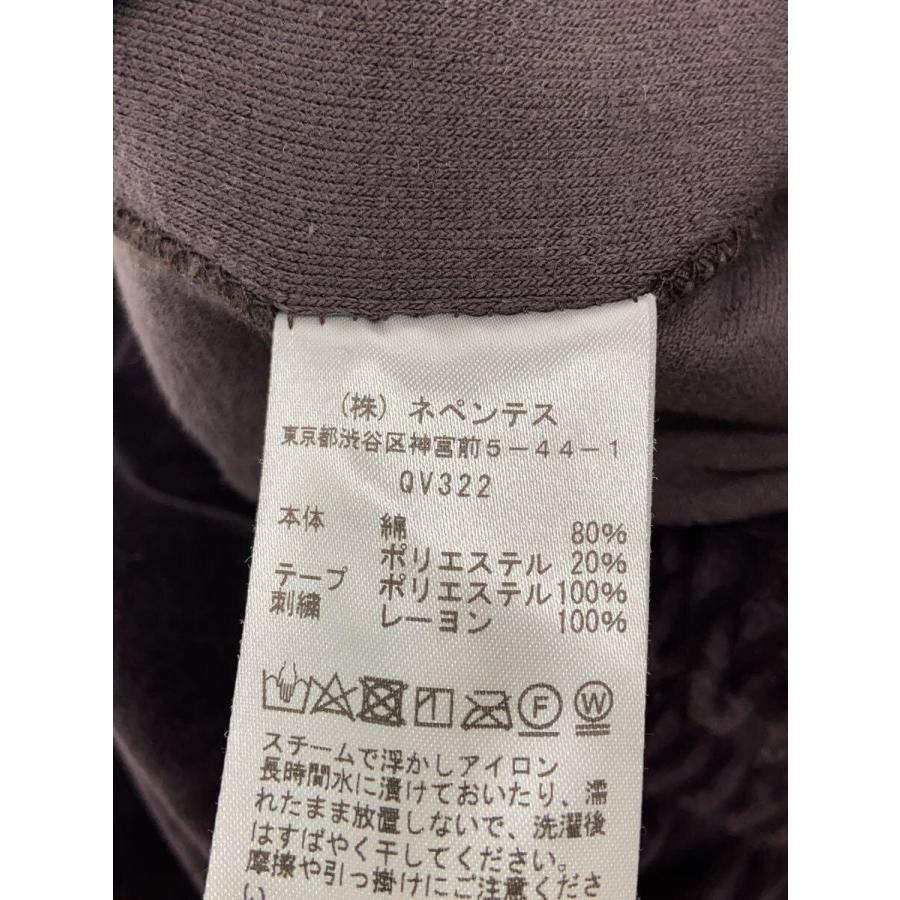 (株) ネペンテス
東京都渋谷区神宮前5-44-1
QV322
本体 綿 80%
ポリエステル 20%
テープ ポリエステル100%
刺繍 レーヨン 100%
F W
スチームで浮かしアイロン
長時間水に漬けておいたり、濡
れたまま放置しないで、洗濯後
はすばやく干してください。
摩擦や引っ掛けにご注意くださ
い